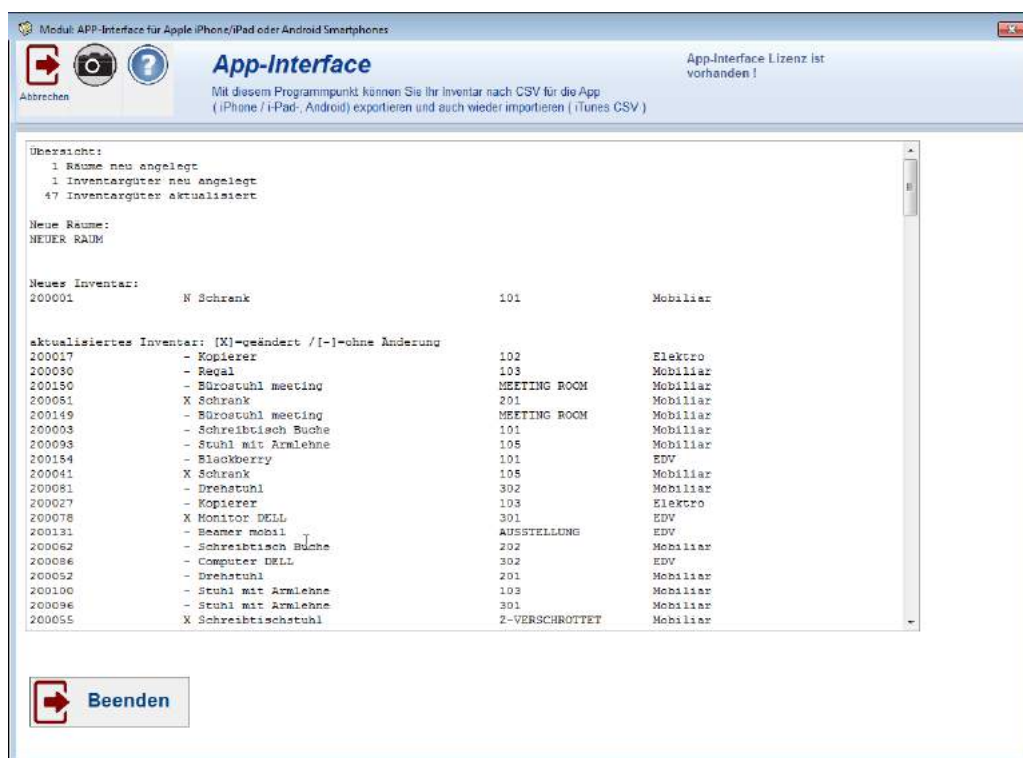 Modul: APP-Interface für Apple iPhone/iPad oder Android Smartphones
Abbrechen
App-Interface
Mit diesem Programmpunkt können Sie Ihr Inventar nach CSV für die App
( iPhone / i-Pad-, Android) exportieren und auch wieder importieren ( iTunes CSV )
App-Interface Lizenz ist
vorhanden !
Übersicht:
1 Räume neu angelegt
1 Inventargüter neu angelegt
47 Inventargüter aktualisiert
Neue Räume:
NEUER RAUM
Neues Inventar:
200001 N Schrank 101 Mobiliar
aktualisiertes Inventar: [X]=geändert /[-]=ohne Änderung
200017 - Kopierer 102 Elektro
200030 - Regal 103 Mobiliar
200150 - Bürostuhl meeting MEETING ROOM Mobiliar
200051 X Schrank 201 Mobiliar
200149 - Bürostuhl meeting MEETING ROOM Mobiliar
200003 - Schreibtisch Buche 101 Mobiliar
200093 - Stuhl mit Armlehne 105 Mobiliar
200154 - Blackberry 101 EDV
200041 X Schrank 105 Mobiliar
200081 - Drehstuhl 302 Mobiliar
200027 - Kopierer 103 Elektro
200078 X Monitor DELL 301 EDV
200131 - Beamer mobil AUSSTELLUNG EDV
200062 - Schreibtisch Buche 202 Mobiliar
200086 - Computer DELL 302 EDV
200052 - Drehstuhl 201 Mobiliar
200100 - Stuhl mit Armlehne 103 Mobiliar
200096 - Stuhl mit Armlehne 301 Mobiliar
200055 X Schreibtischstuhl Z-VERSCHROTTET Mobiliar
Beenden